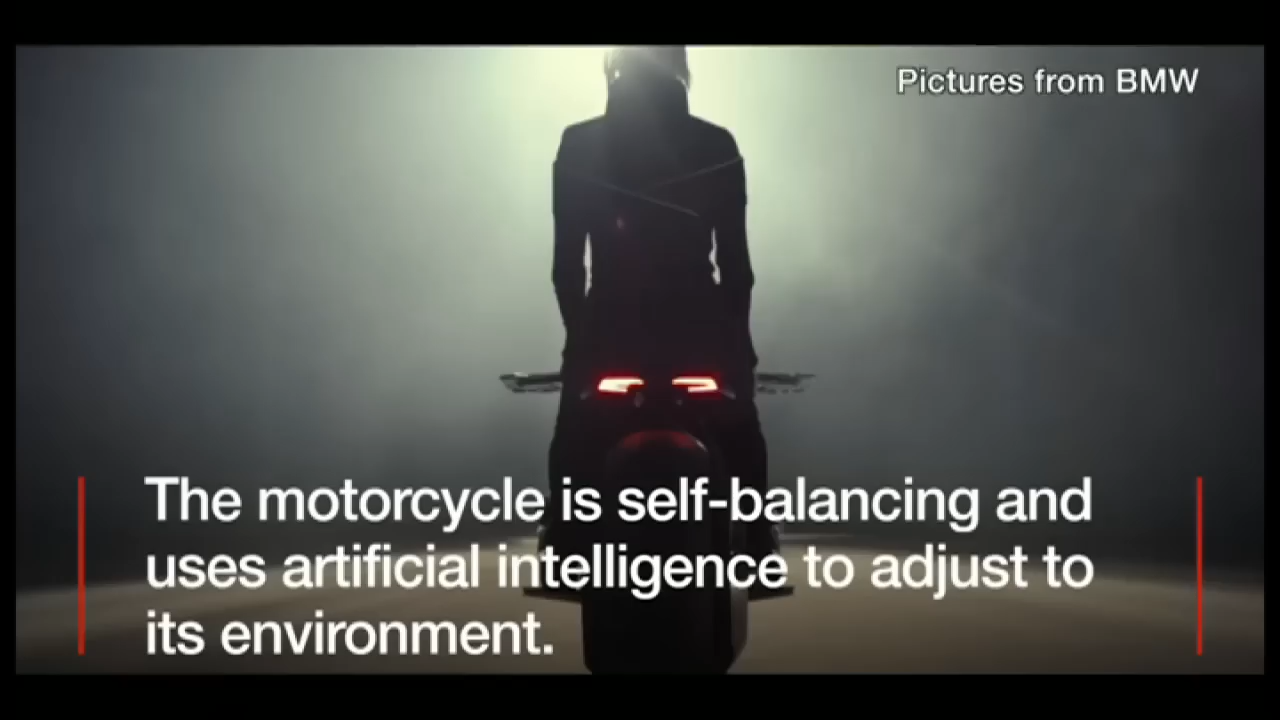 Pictures from BMW
The motorcycle is self-balancing and
uses artificial intelligence to adjust to
its environment.